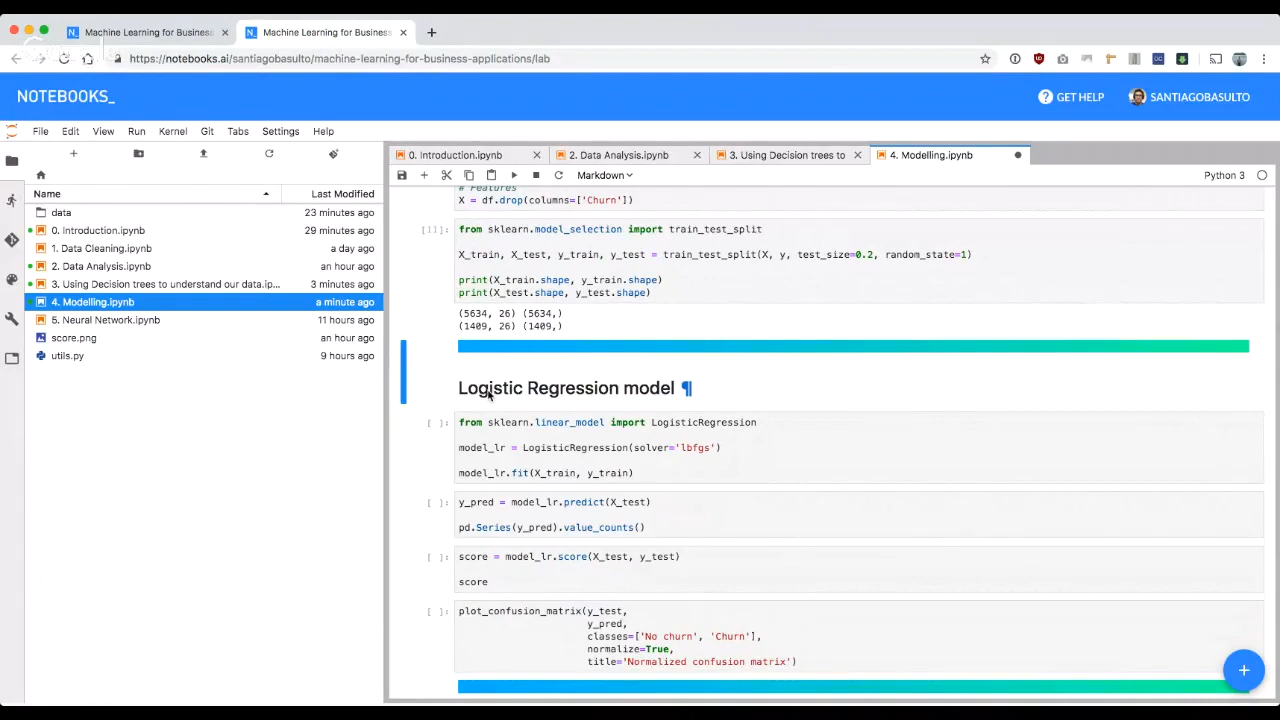 Machine Learning for Business
Machine Learning for Business
https://notebooks.ai/santiagobasulto/machine-learning-for-business-applications/lab
NOTEBOOKS_
GET HELP
SANTIAGOBASULTO
File Edit View Run Kernel Git Tabs Settings Help
0. Introduction.ipynb
2. Data Analysis.ipynb
3. Using Decision trees to
4. Modelling.ipynb
Markdown
Python 3
Name Last Modified
data 23 minutes ago
0. Introduction.ipynb 29 minutes ago
1. Data Cleaning.ipynb a day ago
2. Data Analysis.ipynb an hour ago
3. Using Decision trees to understand our data.ip... 3 minutes ago
4. Modelling.ipynb a minute ago
5. Neural Network.ipynb 11 hours ago
score.png an hour ago
utils.py 9 hours ago
# Features
X = df.drop(columns=['Churn'])
[11]: from sklearn.model_selection import train_test_split
X_train, X_test, y_train, y_test = train_test_split(X, y, test_size=0.2, random_state=1)
print(X_train.shape, y_train.shape)
print(X_test.shape, y_test.shape)
(5634, 26) (5634,)
(1409, 26) (1409,)
Logistic Regression model ¶
[ ]: from sklearn.linear_model import LogisticRegression
model_lr = LogisticRegression(solver='lbfgs')
model_lr.fit(X_train, y_train)
[ ]: y_pred = model_lr.predict(X_test)
pd.Series(y_pred).value_counts()
[ ]: score = model_lr.score(X_test, y_test)
score
[ ]: plot_confusion_matrix(y_test,
y_pred,
classes=['No churn', 'Churn'],
normalize=True,
title='Normalized confusion matrix')